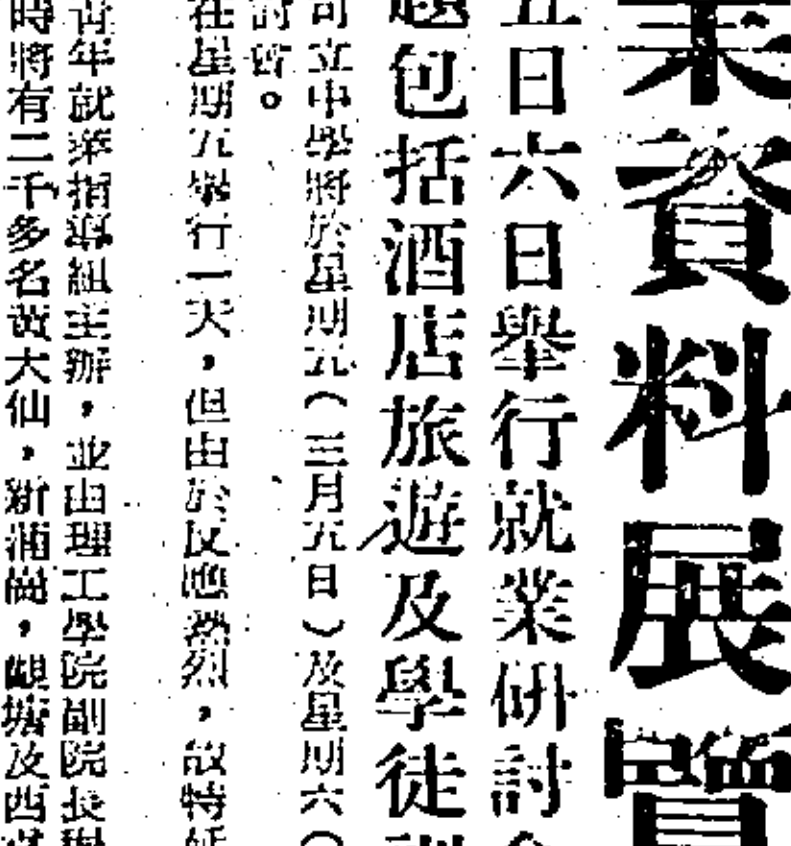 業資料展覽
五日六日舉行就業研討會
題包括酒店旅遊及學徒訓
司立中學將於星期五（三月五日）及星期六（
討會。
在星期五舉行一天，但由於反應熱烈，故特延
青年就業指導組主辦，並由理工學院副院長
時將有二千多名黃大仙，新蒲崗，觀塘及西貢